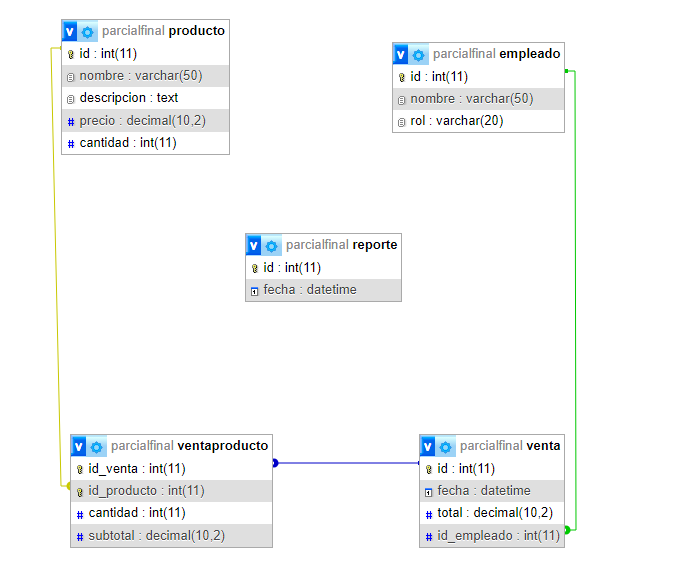 v parcialfinal producto
id : int(11)
nombre : varchar(50)
descripcion : text
# precio : decimal(10,2)
# cantidad : int(11)
v parcialfinal empleado
id : int(11)
nombre : varchar(50)
rol : varchar(20)
v parcialfinal reporte
id : int(11)
fecha : datetime
v parcialfinal ventaproducto
id_venta : int(11)
id_producto : int(11)
# cantidad : int(11)
# subtotal : decimal(10,2)
v parcialfinal venta
id : int(11)
fecha : datetime
# total : decimal(10,2)
# id_empleado : int(11)